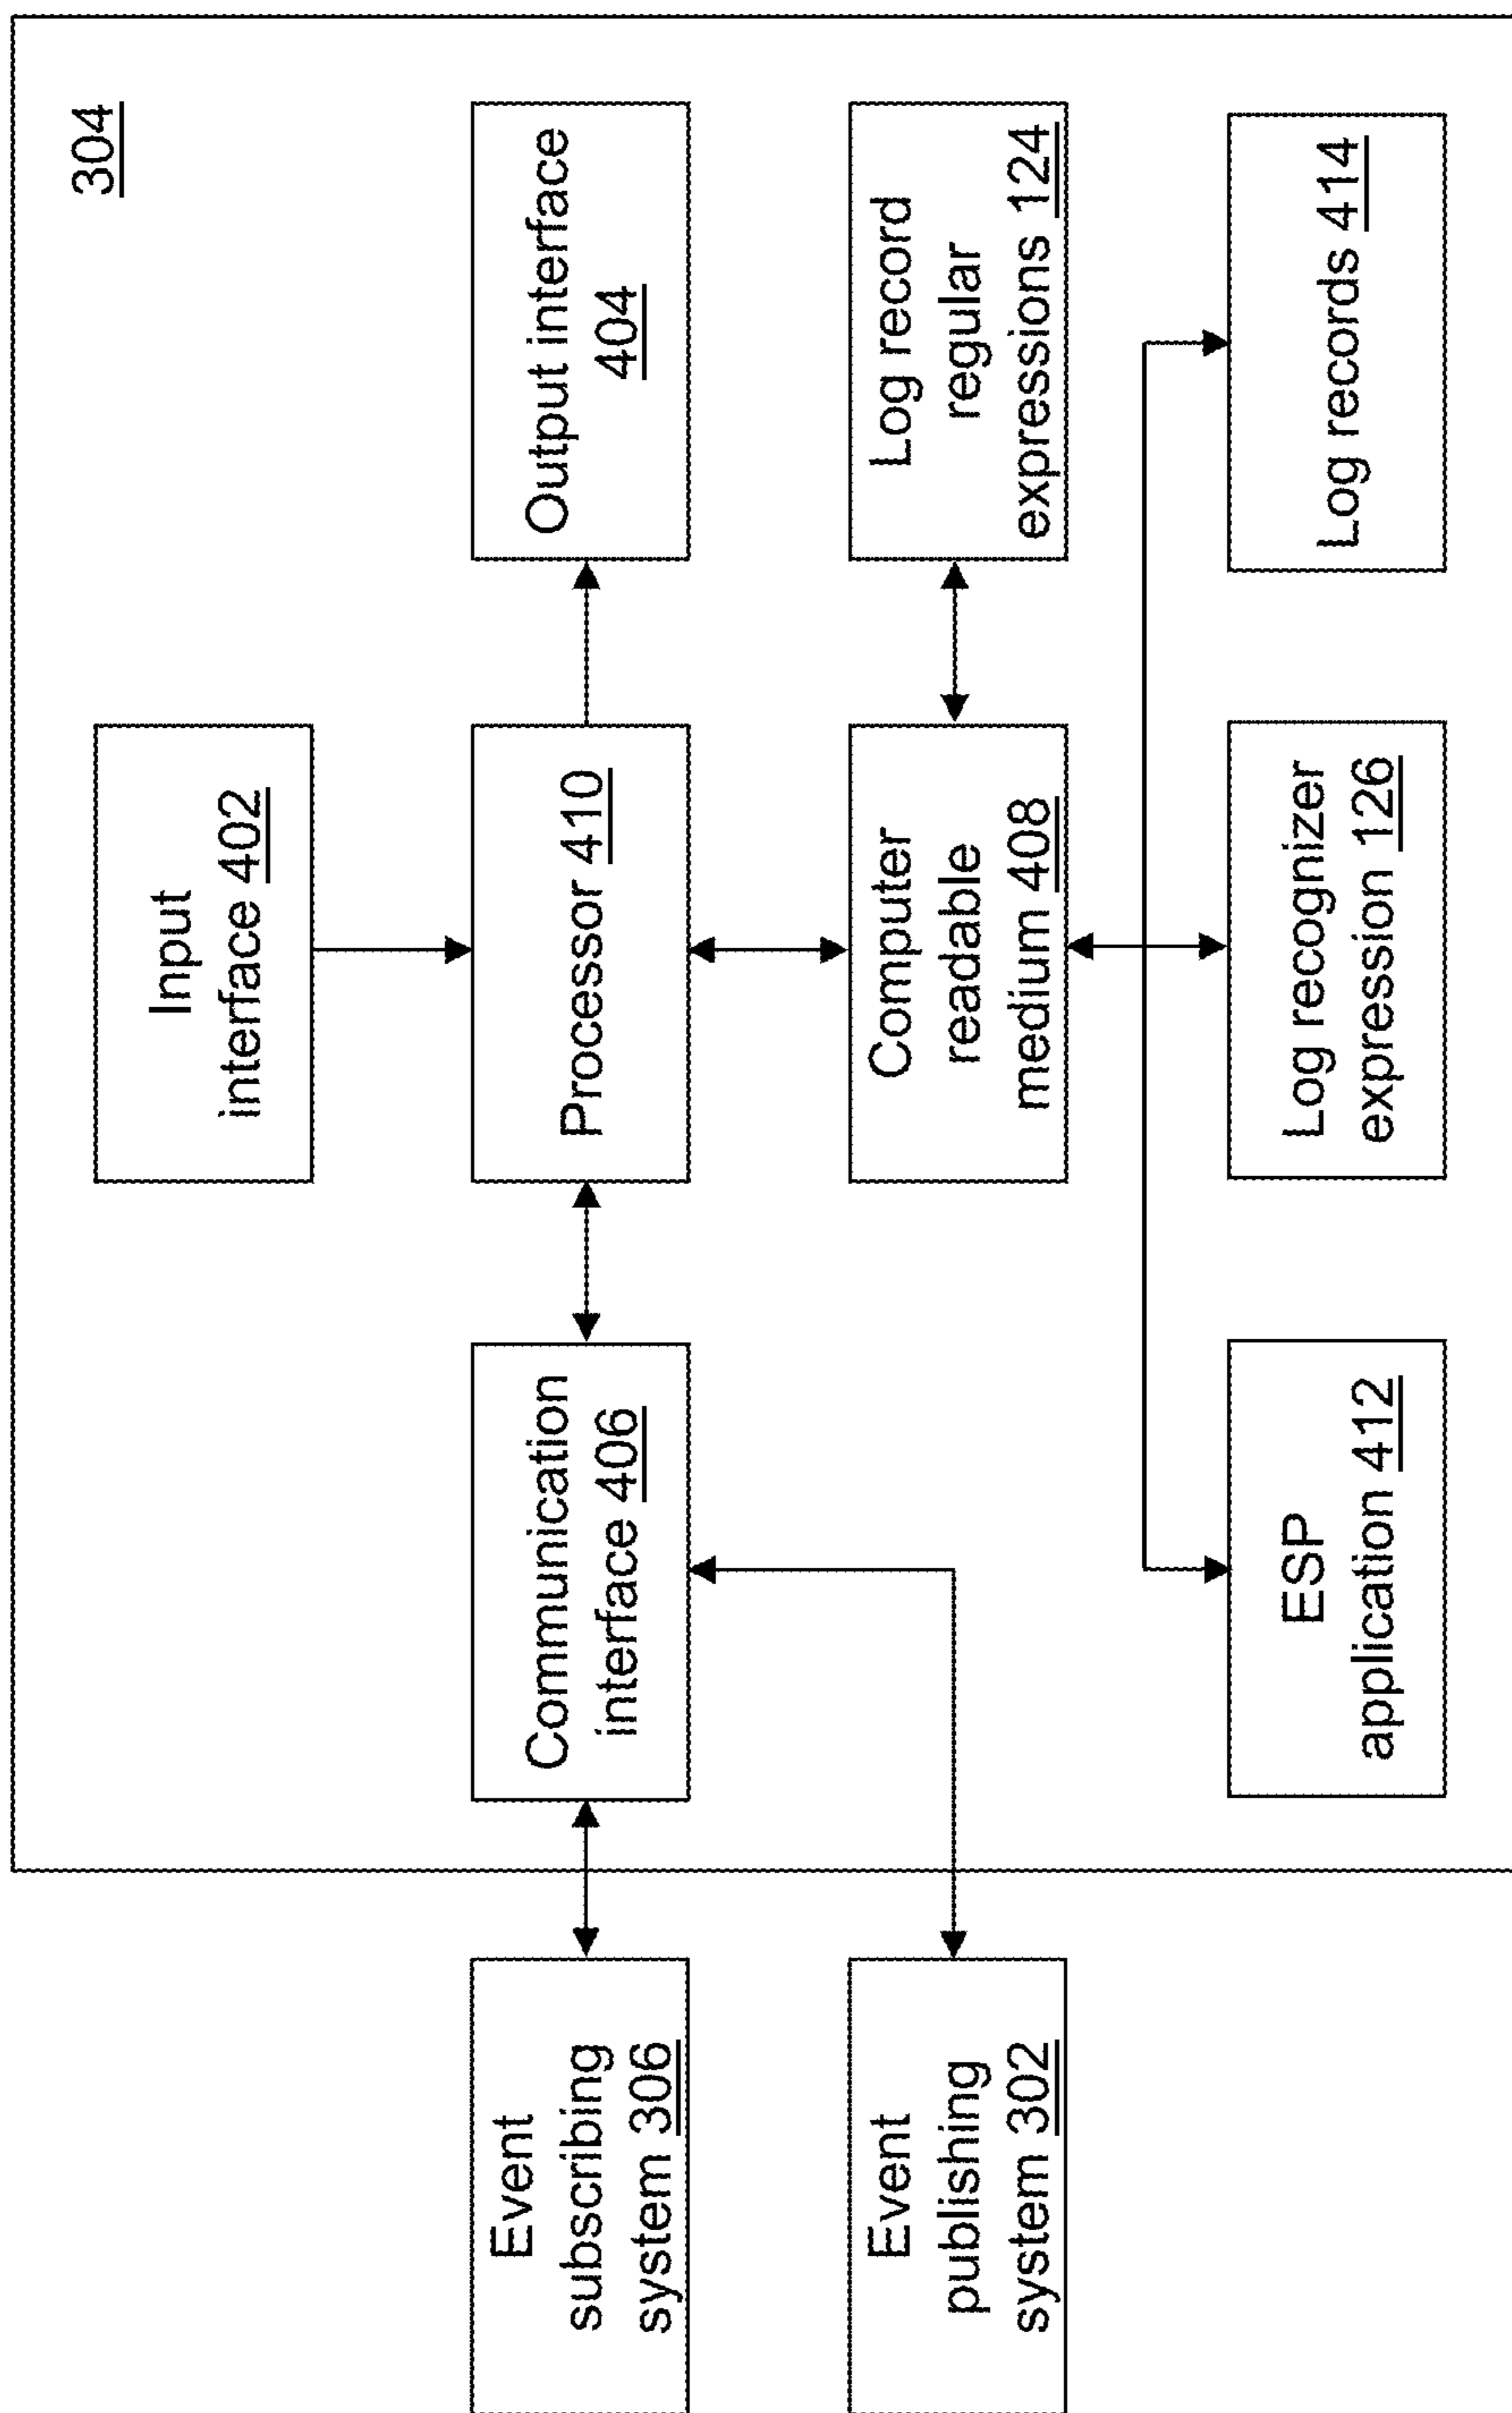 304
Input
interface 402
Event
subscribing
system 306
Communication
interface 406
Processor 410
Output interface
404
Event
publishing
system 302
Computer
readable
medium 408
Log record
regular
expressions 124
ESP
application 412
Log recognizer
expression 126
Log records 414